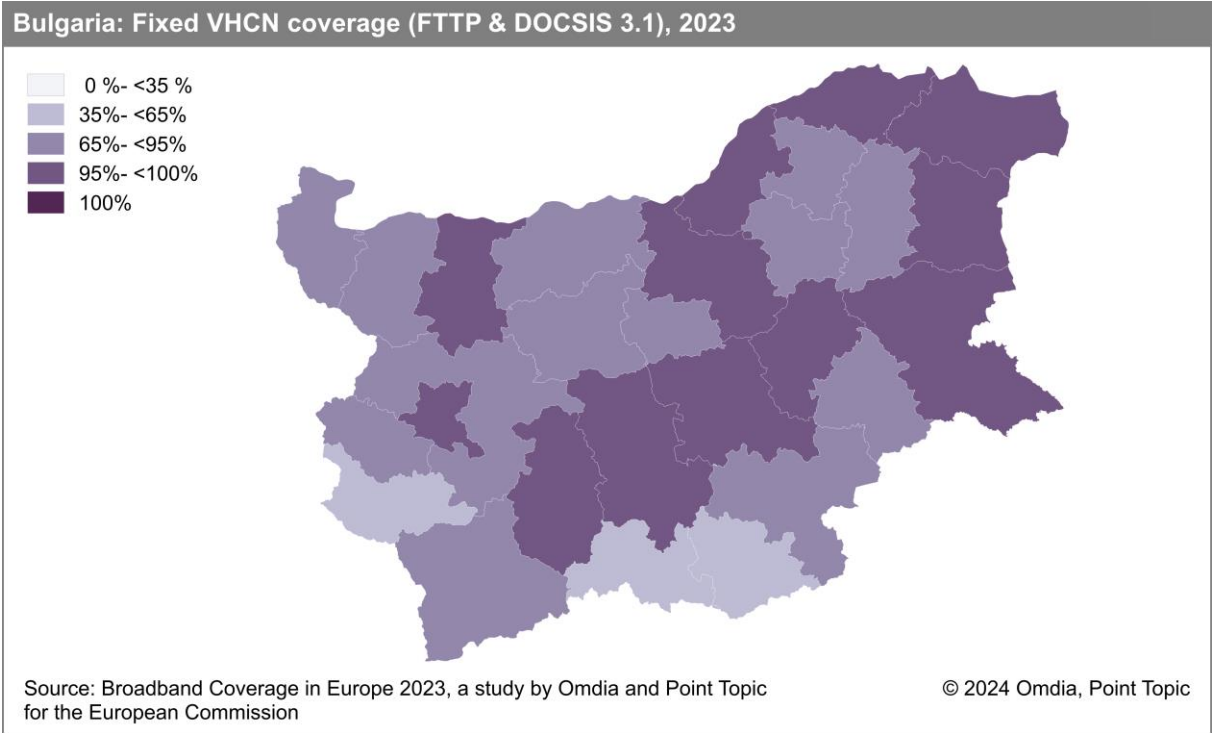 Bulgaria: Fixed VHCN coverage (FTTP & DOCSIS 3.1), 2023
0 %- <35 %
35%- <65%
65%- <95%
95%- <100%
100%
Source: Broadband Coverage in Europe 2023, a study by Omdia and Point Topic
for the European Commission
© 2024 Omdia, Point Topic